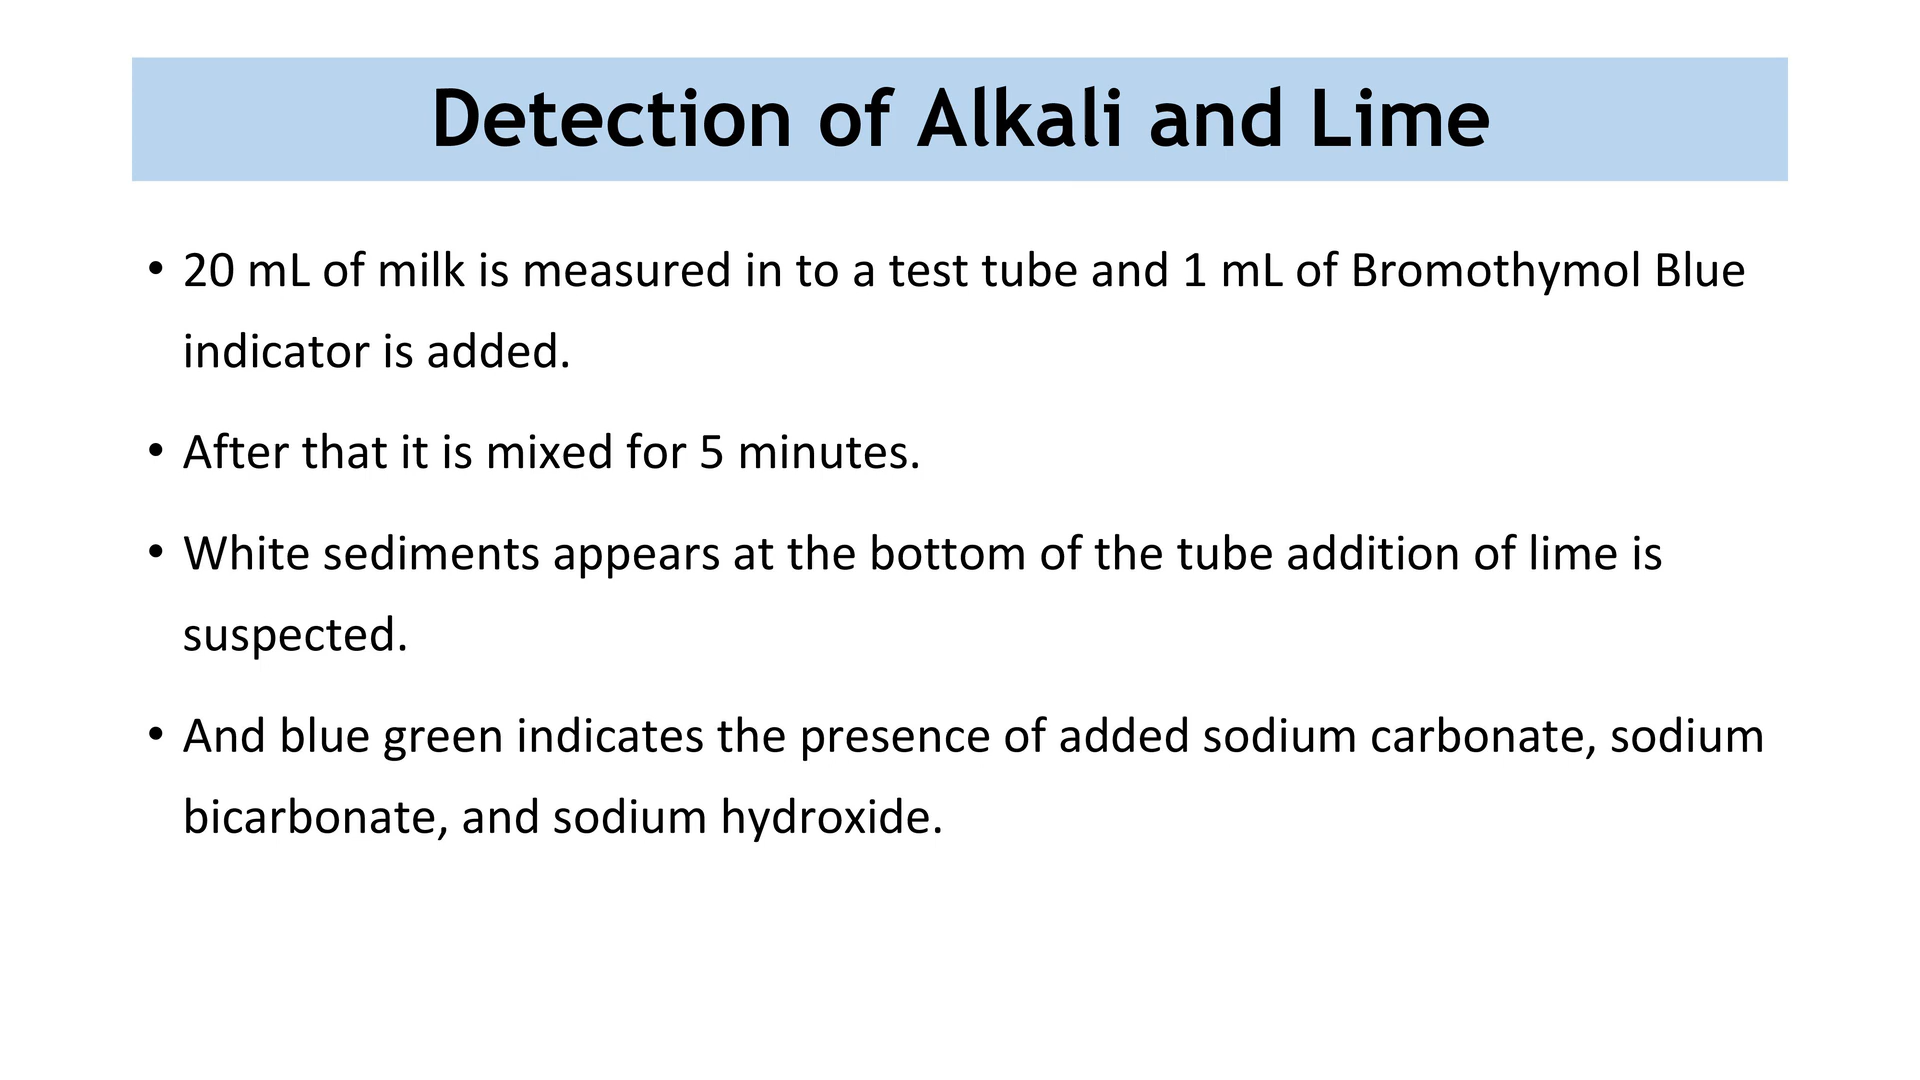 Detection of Alkali and Lime
• 20 mL of milk is measured in to a test tube and 1 mL of Bromothymol Blue
indicator is added.
• After that it is mixed for 5 minutes.
• White sediments appears at the bottom of the tube addition of lime is
suspected.
• And blue green indicates the presence of added sodium carbonate, sodium
bicarbonate, and sodium hydroxide.